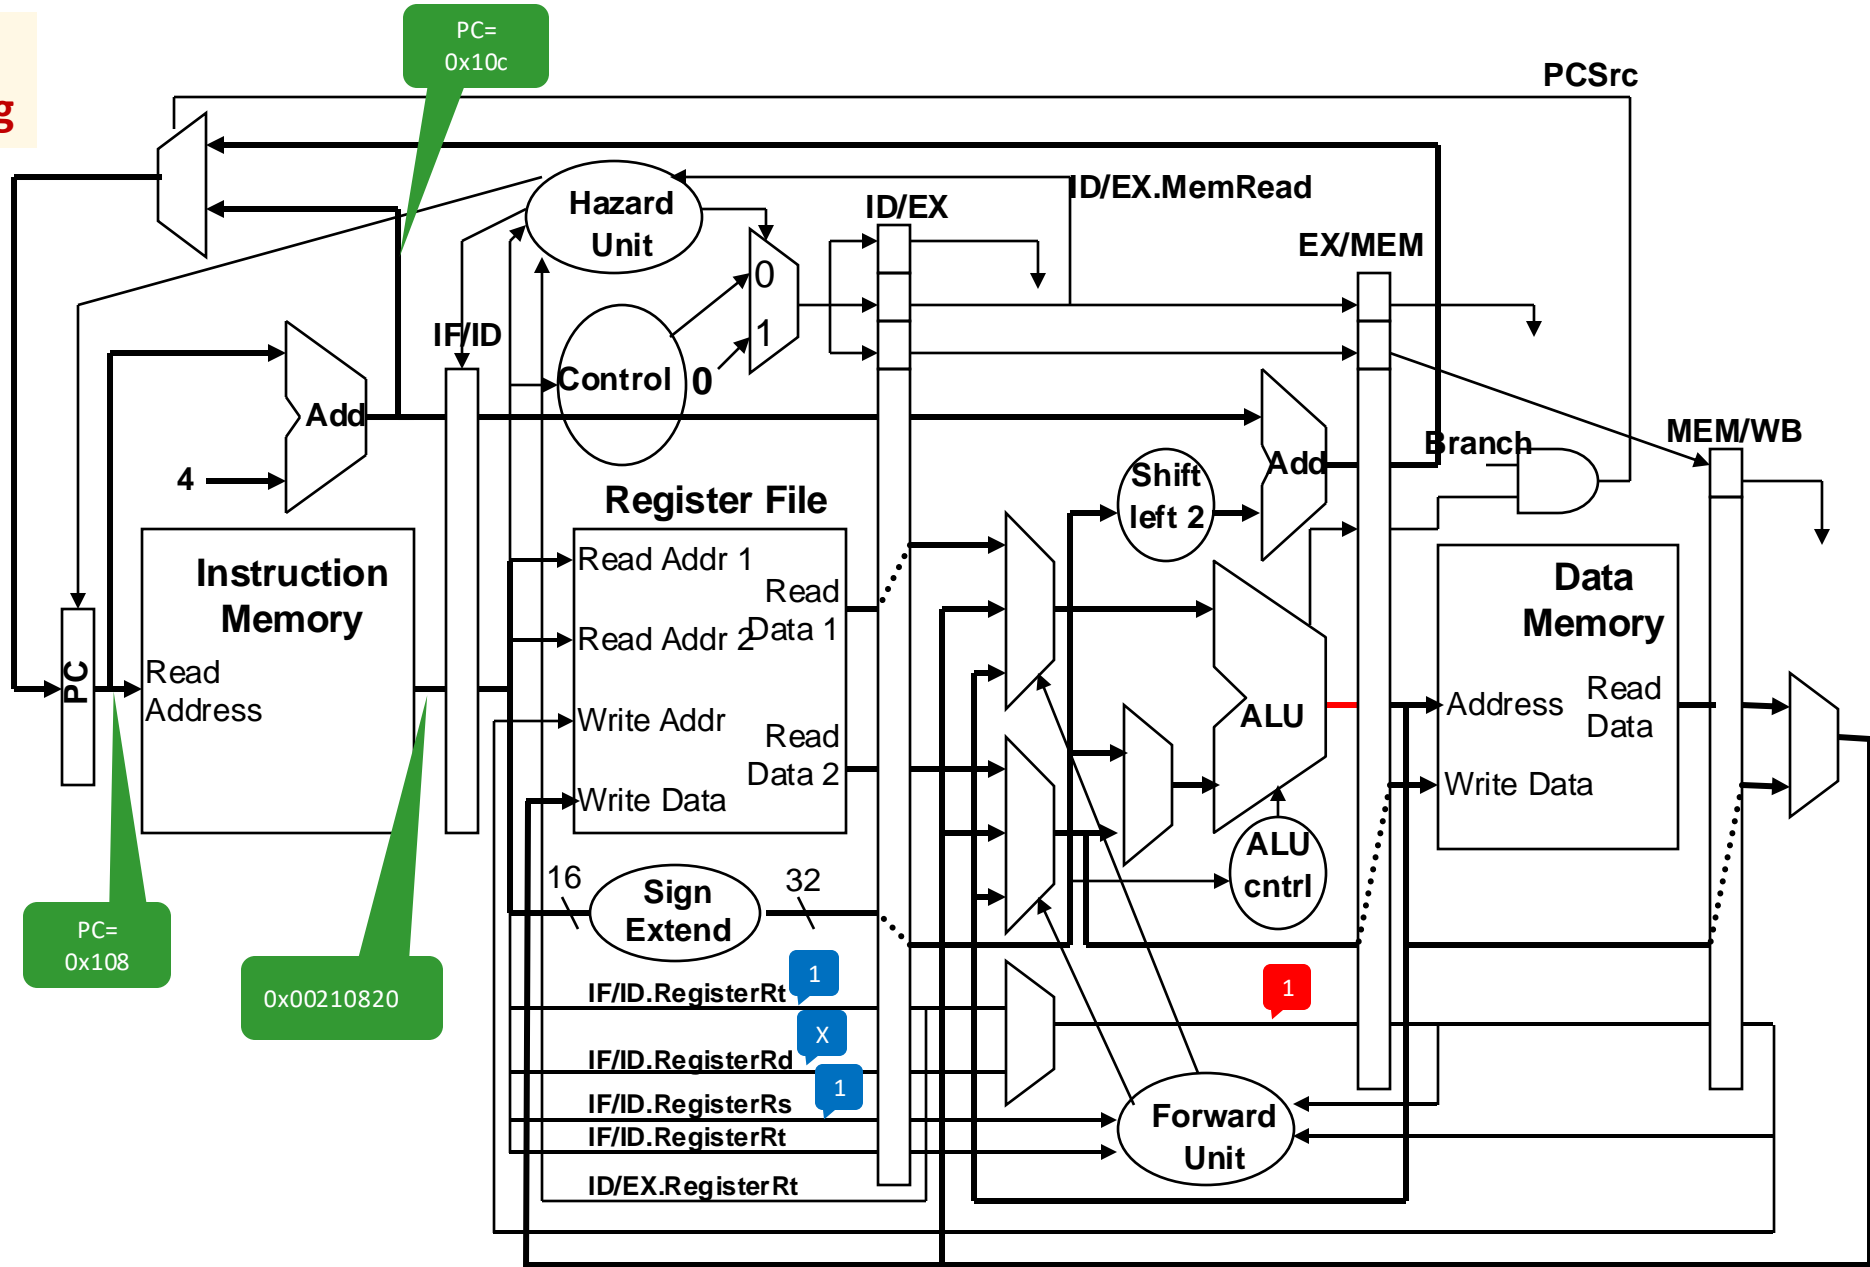 g
PC=
0x10c
PCSrc
Hazard
Unit
ID/EX.MemRead
ID/EX
EX/MEM
0
1
IF/ID
Control
0
Add
4
Branch
MEM/WB
Shift
left 2
Add
Register File
Instruction
Memory
Read Addr 1
Read
Data 1
Read Addr 2
Data
Memory
PC
Read
Address
Write Addr
Read
Data 2
Write Data
ALU
Address
Read
Data
Write Data
ALU
cntrl
16
Sign
Extend
32
PC=
0x108
0x00210820
1
IF/ID.RegisterRt
X
IF/ID.RegisterRd
1
IF/ID.RegisterRs
IF/ID.RegisterRt
ID/EX.RegisterRt
1
Forward
Unit